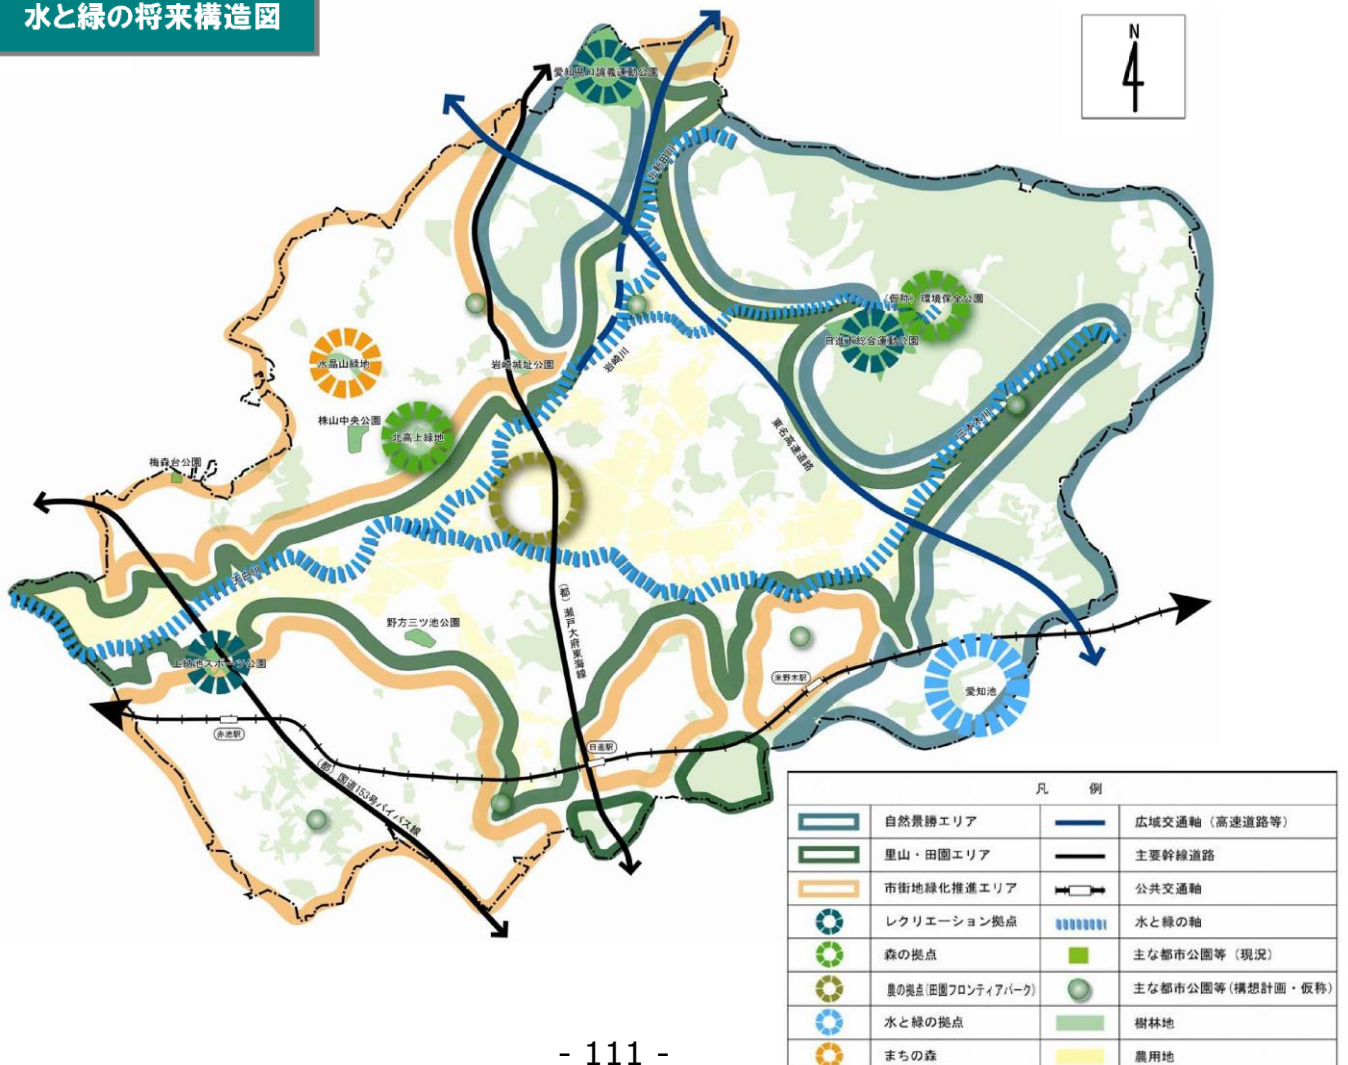 水と緑の将来構造図
N
愛知県口論義運動公園
北新田川
(仮称)環境保全公園
日進市総合運動公園
岩崎川
岩崎城址公園
水晶山緑地
株山中央公園
北高上緑地
三本木川
東名高速道路
梅森台公園
天白川
(都)瀬戸大府東海線
野方三ツ池公園
上納池スポーツ公園
米野木駅
愛知池
赤池駅
日進駅
(都)国道153号バイパス線
凡 例
自然景勝エリア
広域交通軸(高速道路等)
里山・田園エリア
主要幹線道路
市街地緑化推進エリア
公共交通軸
レクリエーション拠点
水と緑の軸
森の拠点
主な都市公園等(現況)
農の拠点(田園フロンティアパーク)
主な都市公園等(構想計画・仮称)
水と緑の拠点
樹林地
まちの森
農用地
- 111 -